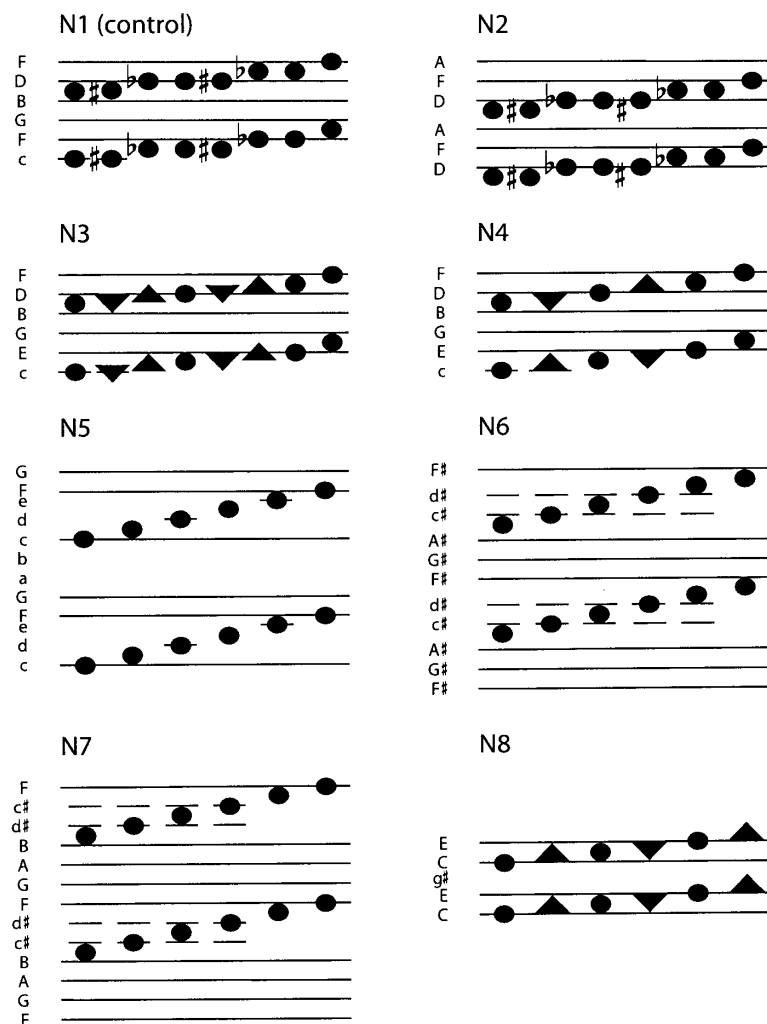 N1 (control)
F
D
B
G
F
c
N2
A
F
D
A
F
D
N3
F
D
B
G
E
c
N4
F
D
B
G
E
c
N5
G
F
e
d
c
b
a
G
F
e
d
c
N6
F♯
d♯
c♯
A♯
G♯
F♯
d♯
c♯
A♯
G♯
F♯
N7
F
c♯
d♯
B
A
G
F
d♯
c♯
B
A
G
F
N8
E
C
g♯
E
C